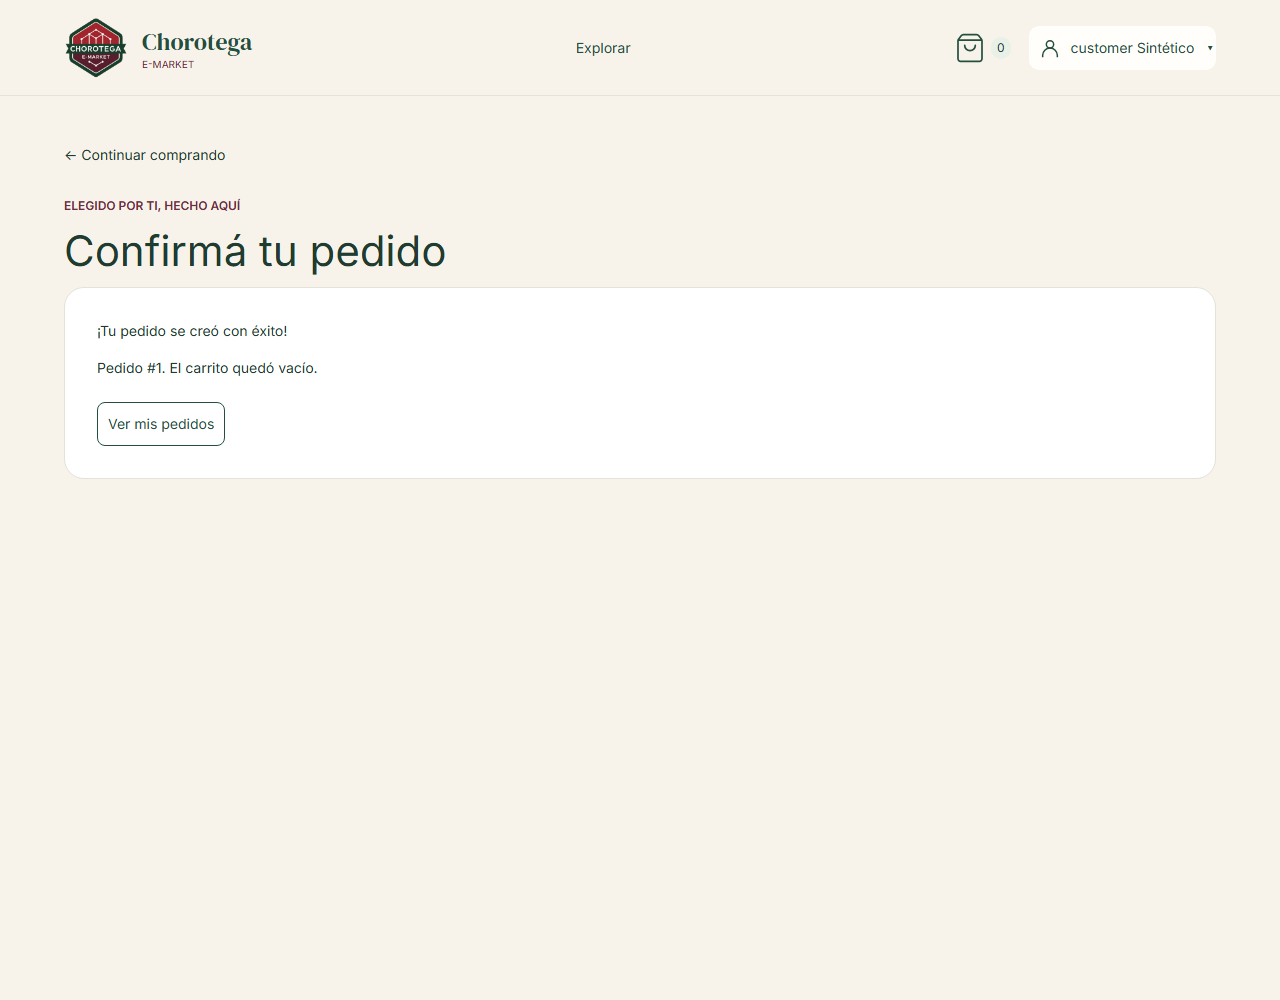 CHOROTEGA
E-MARKET
Chorotega
E-MARKET
Explorar
0
customer Sintético ▾
← Continuar comprando
ELEGIDO POR TI, HECHO AQUÍ
Confirmá tu pedido
¡Tu pedido se creó con éxito!
Pedido #1. El carrito quedó vacío.
Ver mis pedidos